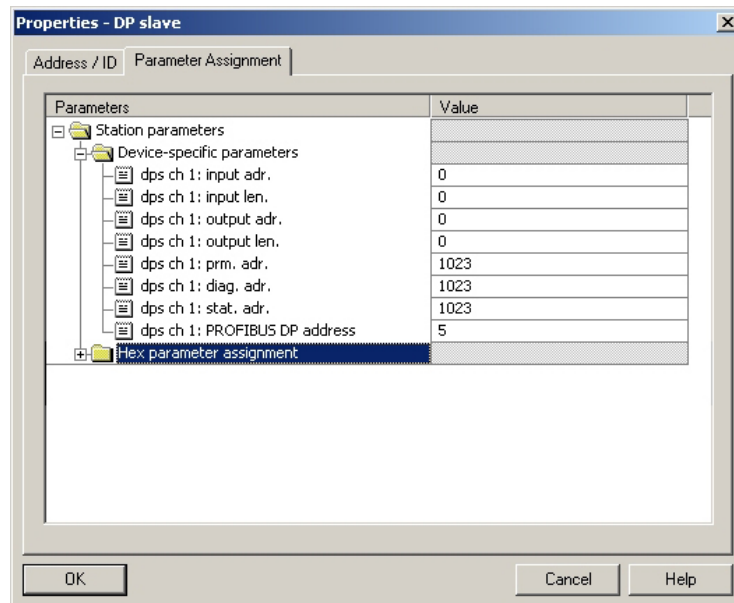 Properties - DP slave
Address / ID Parameter Assignment
Parameters Value
Station parameters
Device-specific parameters
dps ch 1: input adr. 0
dps ch 1: input len. 0
dps ch 1: output adr. 0
dps ch 1: output len. 0
dps ch 1: prm. adr. 1023
dps ch 1: diag. adr. 1023
dps ch 1: stat. adr. 1023
dps ch 1: PROFIBUS DP address 5
Hex parameter assignment
OK Cancel Help